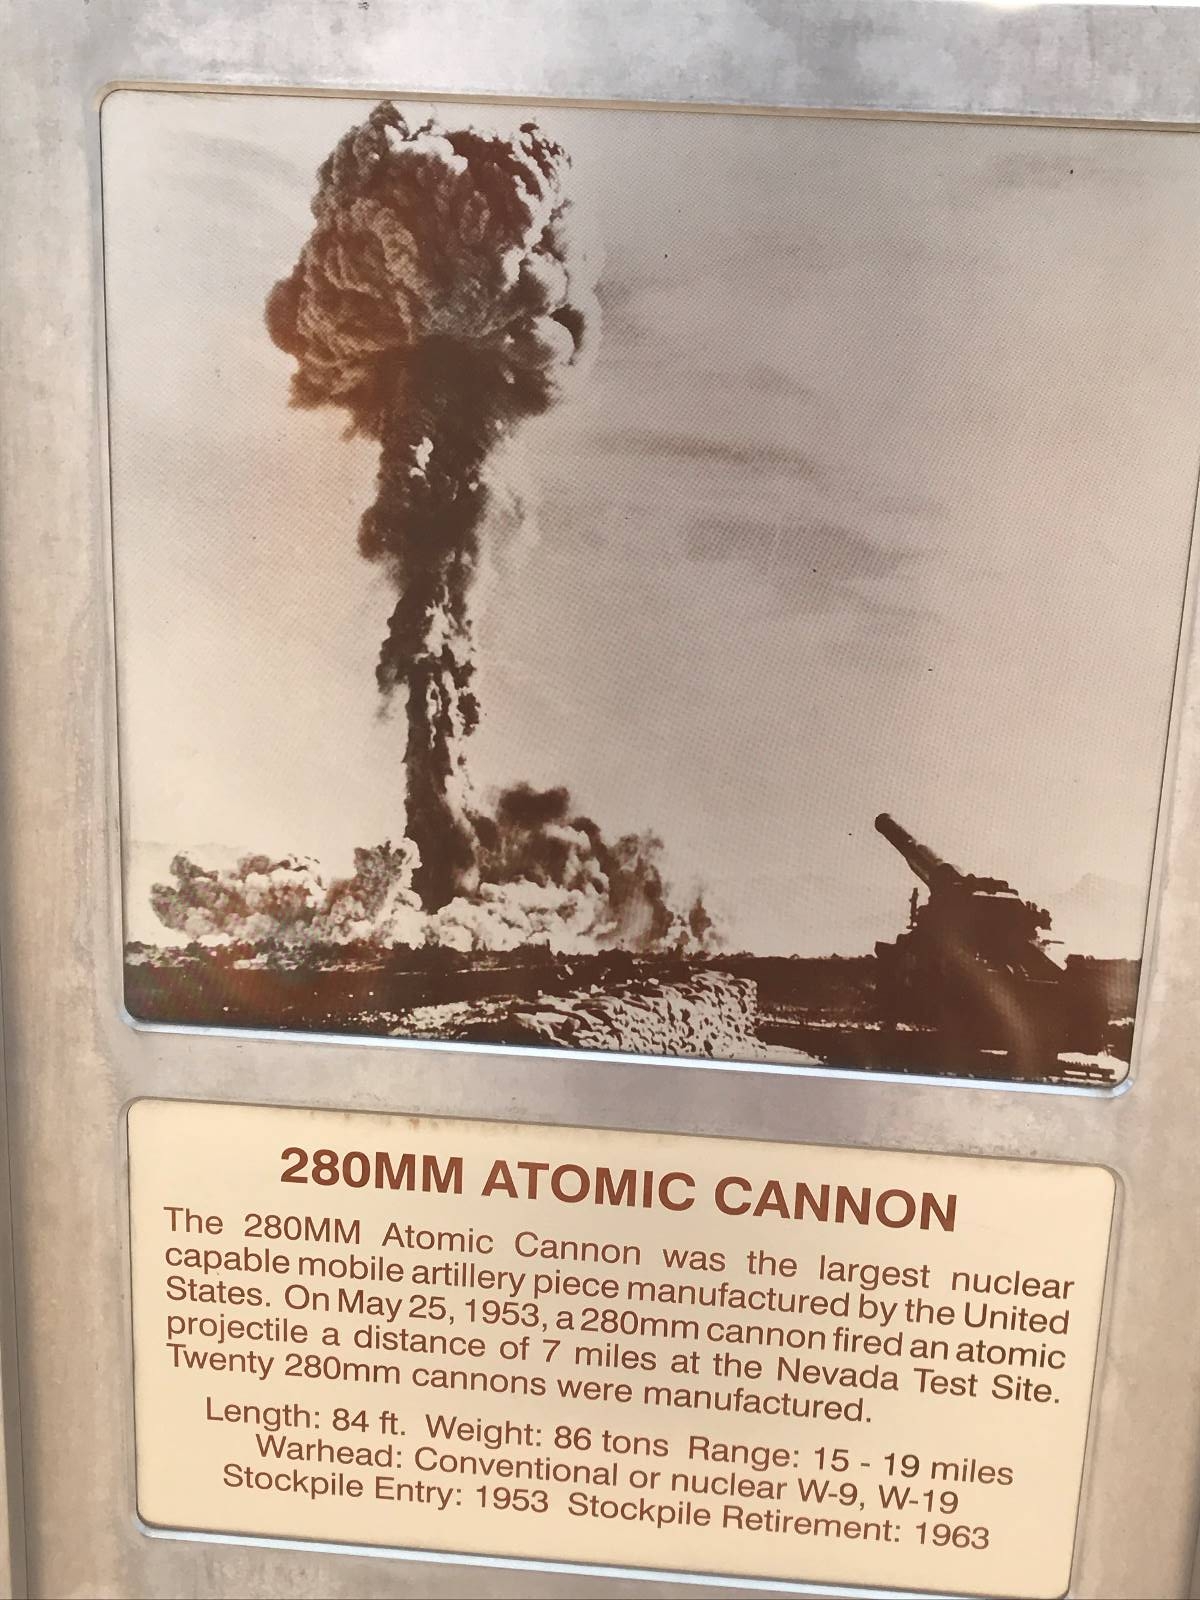 280MM ATOMIC CANNON
The 280MM Atomic Cannon was the largest nuclear
capable mobile artillery piece manufactured by the United
States. On May 25, 1953, a 280mm cannon fired an atomic
projectile a distance of 7 miles at the Nevada Test Site.
Twenty 280mm cannons were manufactured.
Length: 84 ft. Weight: 86 tons Range: 15 - 19 miles
Warhead: Conventional or nuclear W-9, W-19
Stockpile Entry: 1953 Stockpile Retirement: 1963